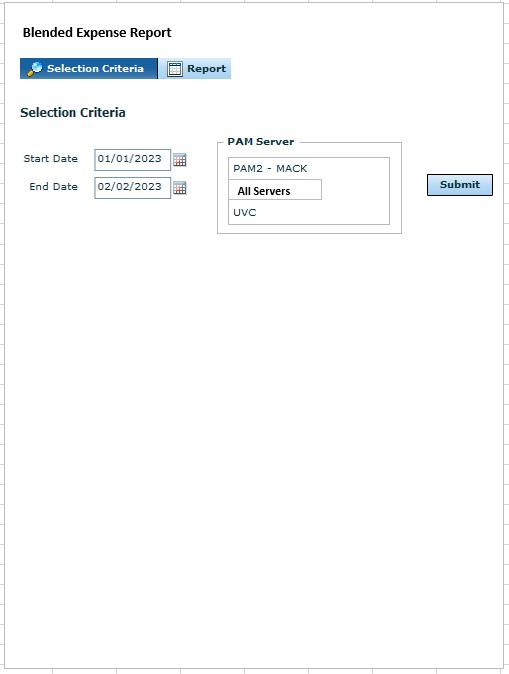 Blended Expense Report
Selection Criteria Report
Selection Criteria
PAM Server
Start Date 01/01/2023
PAM2 - MACK
End Date 02/02/2023
All Servers
Submit
UVC